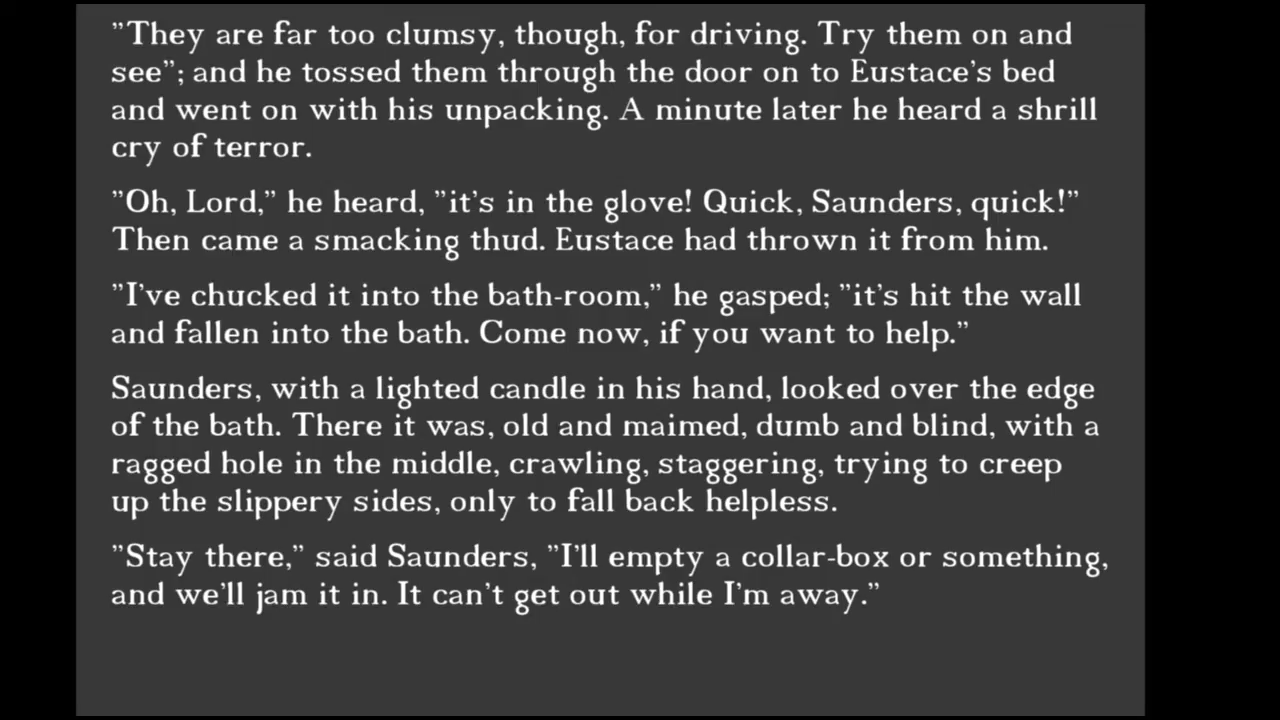 ”They are far too clumsy, though, for driving. Try them on and
see”; and he tossed them through the door on to Eustace’s bed
and went on with his unpacking. A minute later he heard a shrill
cry of terror.
”Oh, Lord,” he heard, ”it’s in the glove! Quick, Saunders, quick!”
Then came a smacking thud. Eustace had thrown it from him.
”I’ve chucked it into the bath-room,” he gasped; ”it’s hit the wall
and fallen into the bath. Come now, if you want to help.”
Saunders, with a lighted candle in his hand, looked over the edge
of the bath. There it was, old and maimed, dumb and blind, with a
ragged hole in the middle, crawling, staggering, trying to creep
up the slippery sides, only to fall back helpless.
”Stay there,” said Saunders, ”I’ll empty a collar-box or something,
and we’ll jam it in. It can’t get out while I’m away.”